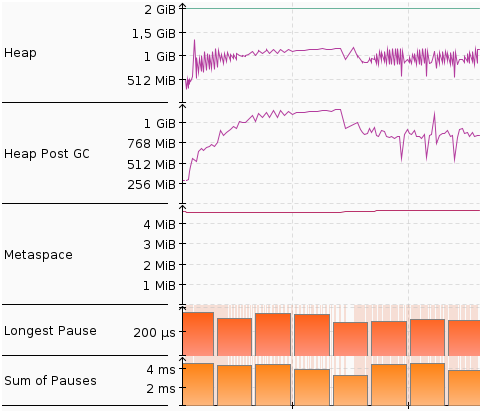 2 GiB
1,5 GiB
Heap
1 GiB
512 MiB
1 GiB
768 MiB
Heap Post GC
512 MiB
256 MiB
4 MiB
3 MiB
Metaspace
2 MiB
1 MiB
Longest Pause
200 µs
4 ms
Sum of Pauses
2 ms